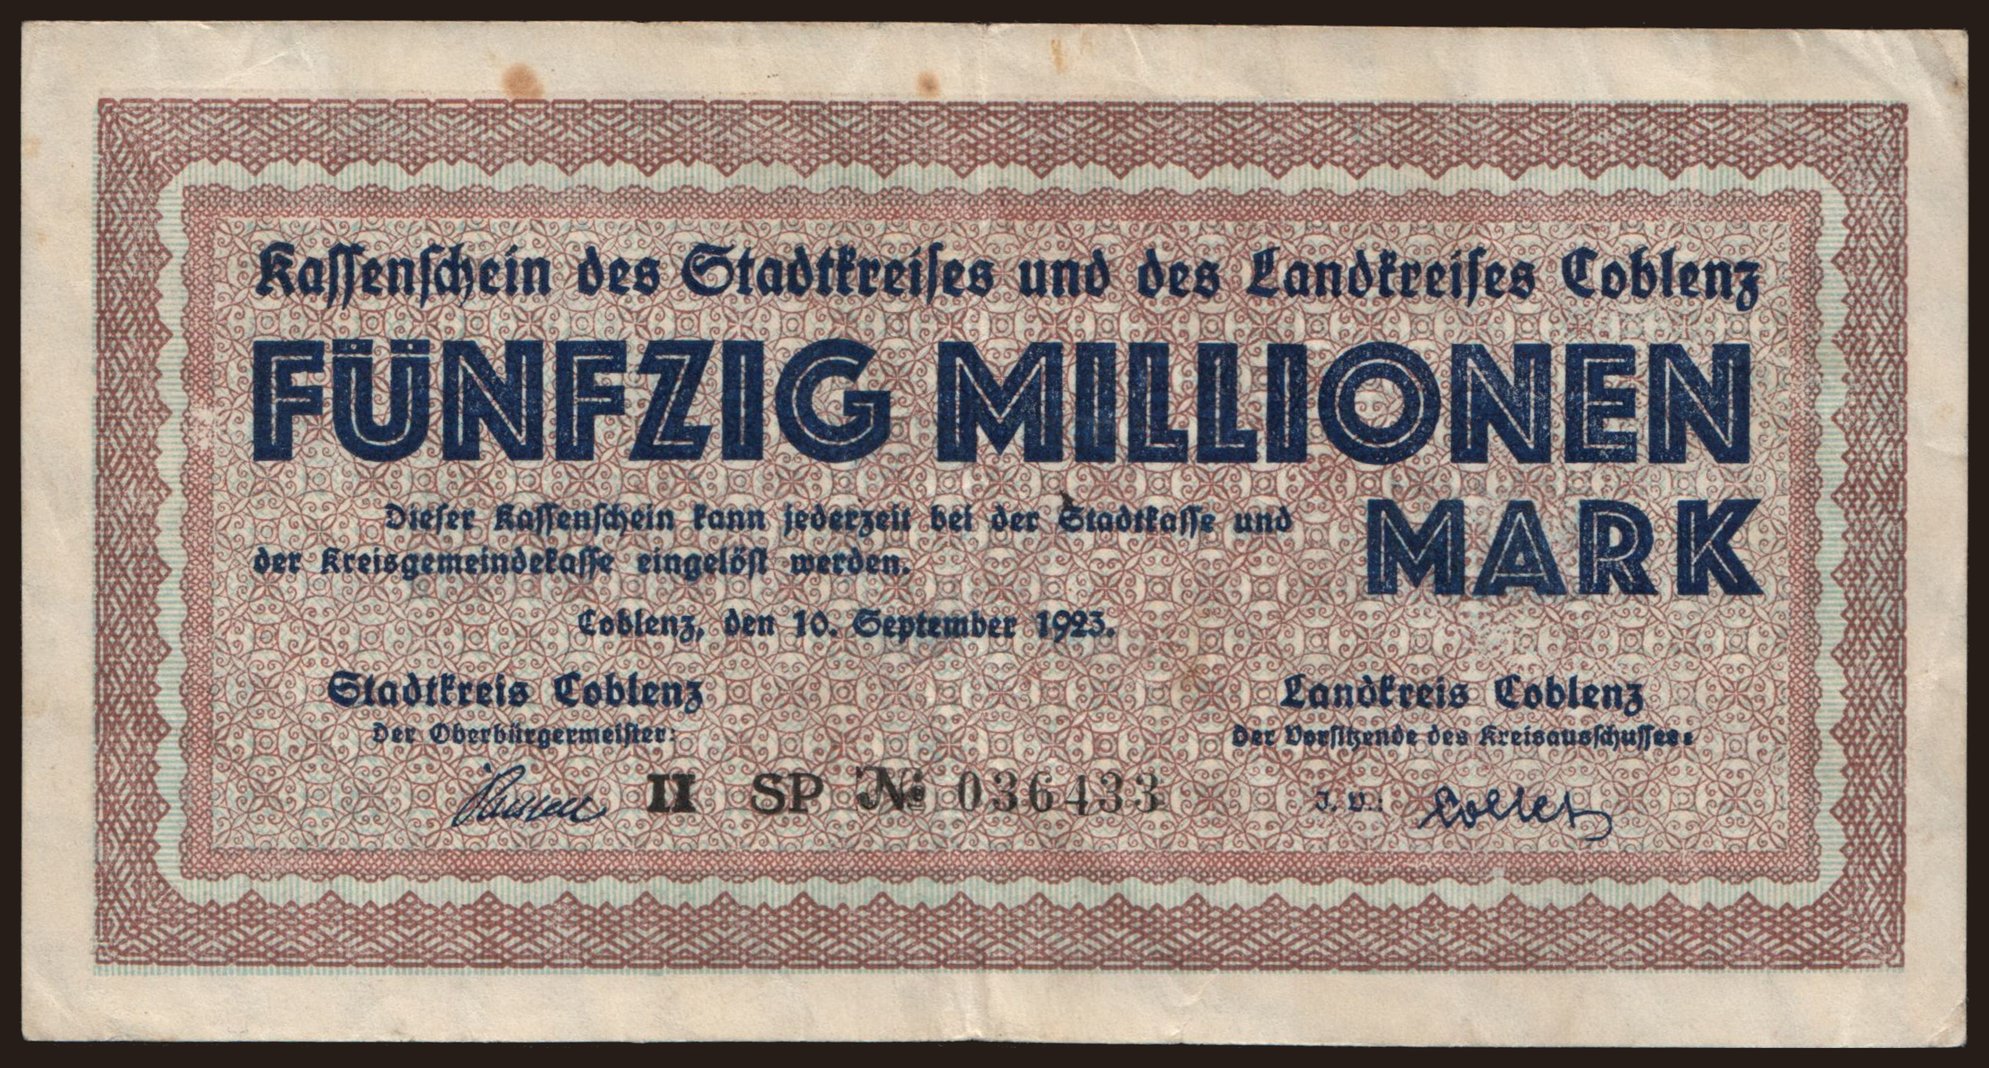 Kassenschein des Stadtkreises und des Landkreises Coblenz
FÜNFZIG MILLIONEN
MARK
Dieser Kassenschein kann jederzeit bei der Stadtkasse und
der Kreisgemeindekasse eingelöst werden.
Coblenz, den 10. September 1923.
Stadtkreis Coblenz
Der Oberbürgermeister:
Landkreis Coblenz
Der Vorsitzende des Kreisausschusses:
II SP № 036433
J. V.: